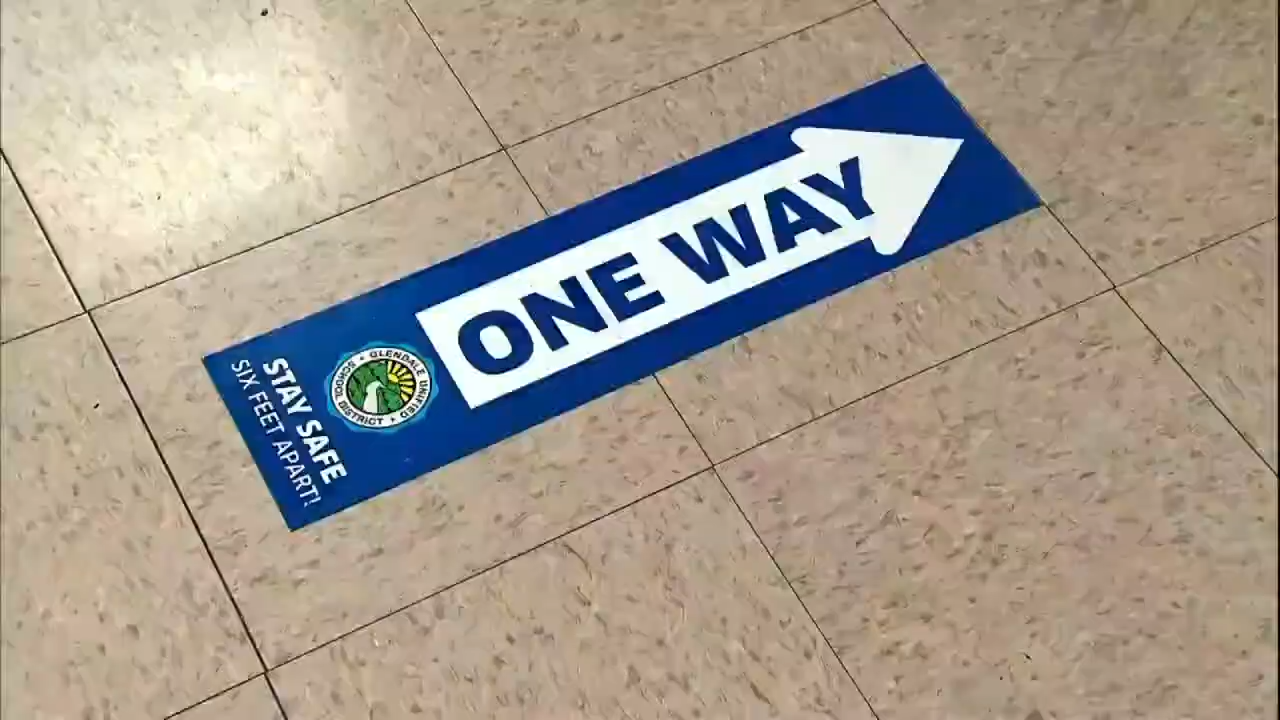 ONE WAY
GLENDALE UNIFIED
SCHOOL DISTRICT
STAY SAFE
SIX FEET APART!